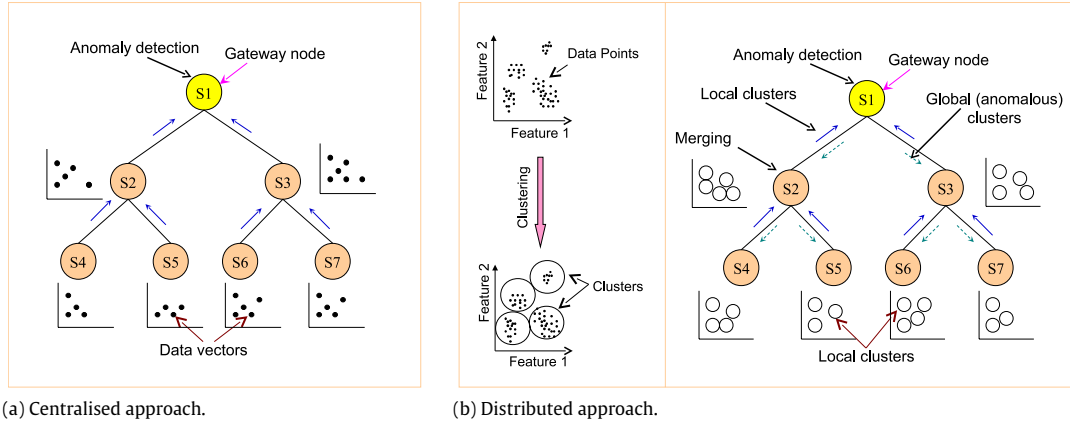 Anomaly detection
Gateway node
S1
S2
S3
S4
S5
S6
S7
Data vectors
(a) Centralised approach.
Feature 2
Data Points
Feature 1
Clustering
Feature 2
Clusters
Feature 1
Anomaly detection
Gateway node
Local clusters
S1
Global (anomalous)
clusters
Merging
S2
S3
S4
S5
S6
S7
Local clusters
(b) Distributed approach.